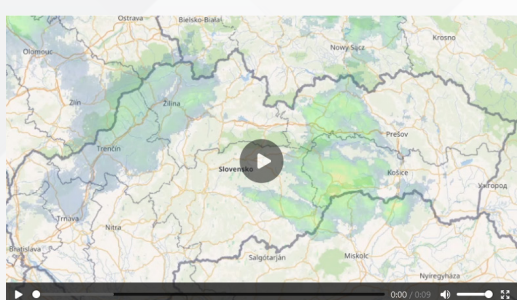 Ostrava
Bielsko-Biała
Krosno
Nowy Sącz
Olomouc
Zlín
Žilina
Prešov
Trenčín
Slovensko
Košice
Ужгород
Trnava
Nitra
Bratislava
Salgótarján
Miskolc
Nyíregyháza
0:00 / 0:09